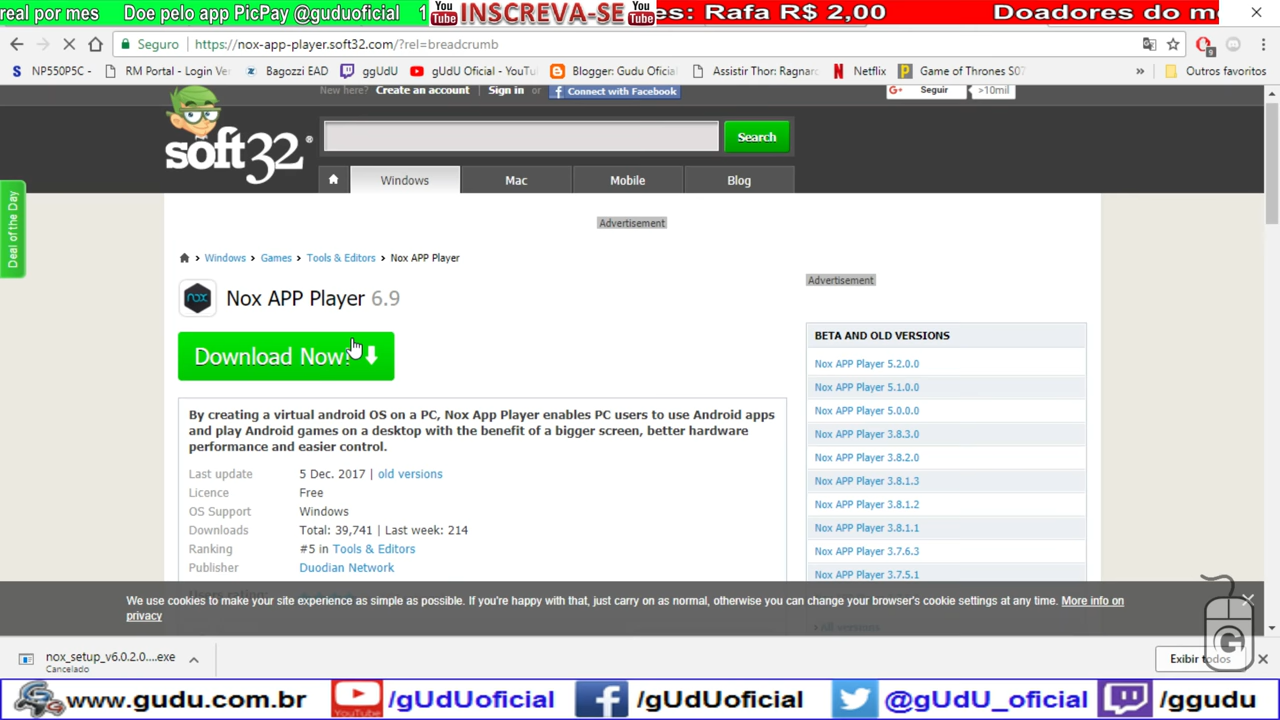 real por mes Doe pelo app PicPay @guduoficial 1 You Tube INSCREVA-SE You Tube es: Rafa R$ 2,00 Doadores do m
Seguro https://nox-app-player.soft32.com/?rel=breadcrumb 9
NP550P5C - RM Portal - Login Ve Bagozzi EAD ggUdU gUdU Oficial - YouTu Blogger: Gudu Oficia Assistir Thor: Ragnaro Netflix Game of Thrones S07 » Outros favoritos
New here? Create an account Sign in or Connect with Facebook G+ Seguir >10mil
soft32 ®
Search
Windows Mac Mobile Blog
Deal of the Day
Advertisement
Windows Games Tools & Editors Nox APP Player
Advertisement
nox Nox APP Player 6.9
Download Now!
By creating a virtual android OS on a PC, Nox App Player enables PC users to use Android apps
and play Android games on a desktop with the benefit of a bigger screen, better hardware
performance and easier control.
Last update 5 Dec. 2017 | old versions
Licence Free
OS Support Windows
Downloads Total: 39,741 | Last week: 214
Ranking #5 in Tools & Editors
Publisher Duodian Network
BETA AND OLD VERSIONS
Nox APP Player 5.2.0.0
Nox APP Player 5.1.0.0
Nox APP Player 5.0.0.0
Nox APP Player 3.8.3.0
Nox APP Player 3.8.2.0
Nox APP Player 3.8.1.3
Nox APP Player 3.8.1.2
Nox APP Player 3.8.1.1
Nox APP Player 3.7.6.3
Nox APP Player 3.7.5.1
All versions
We use cookies to make your site experience as simple as possible. If you're happy with that, just carry on as normal, otherwise you can change your browser's cookie settings at any time. More info on
privacy
nox_setup_v6.0.2.0....exe
Cancelado
Exibir todos
G
www.gudu.com.br YouTube /gUdUoficial /gUdUoficial @gUdU_oficial /ggudu